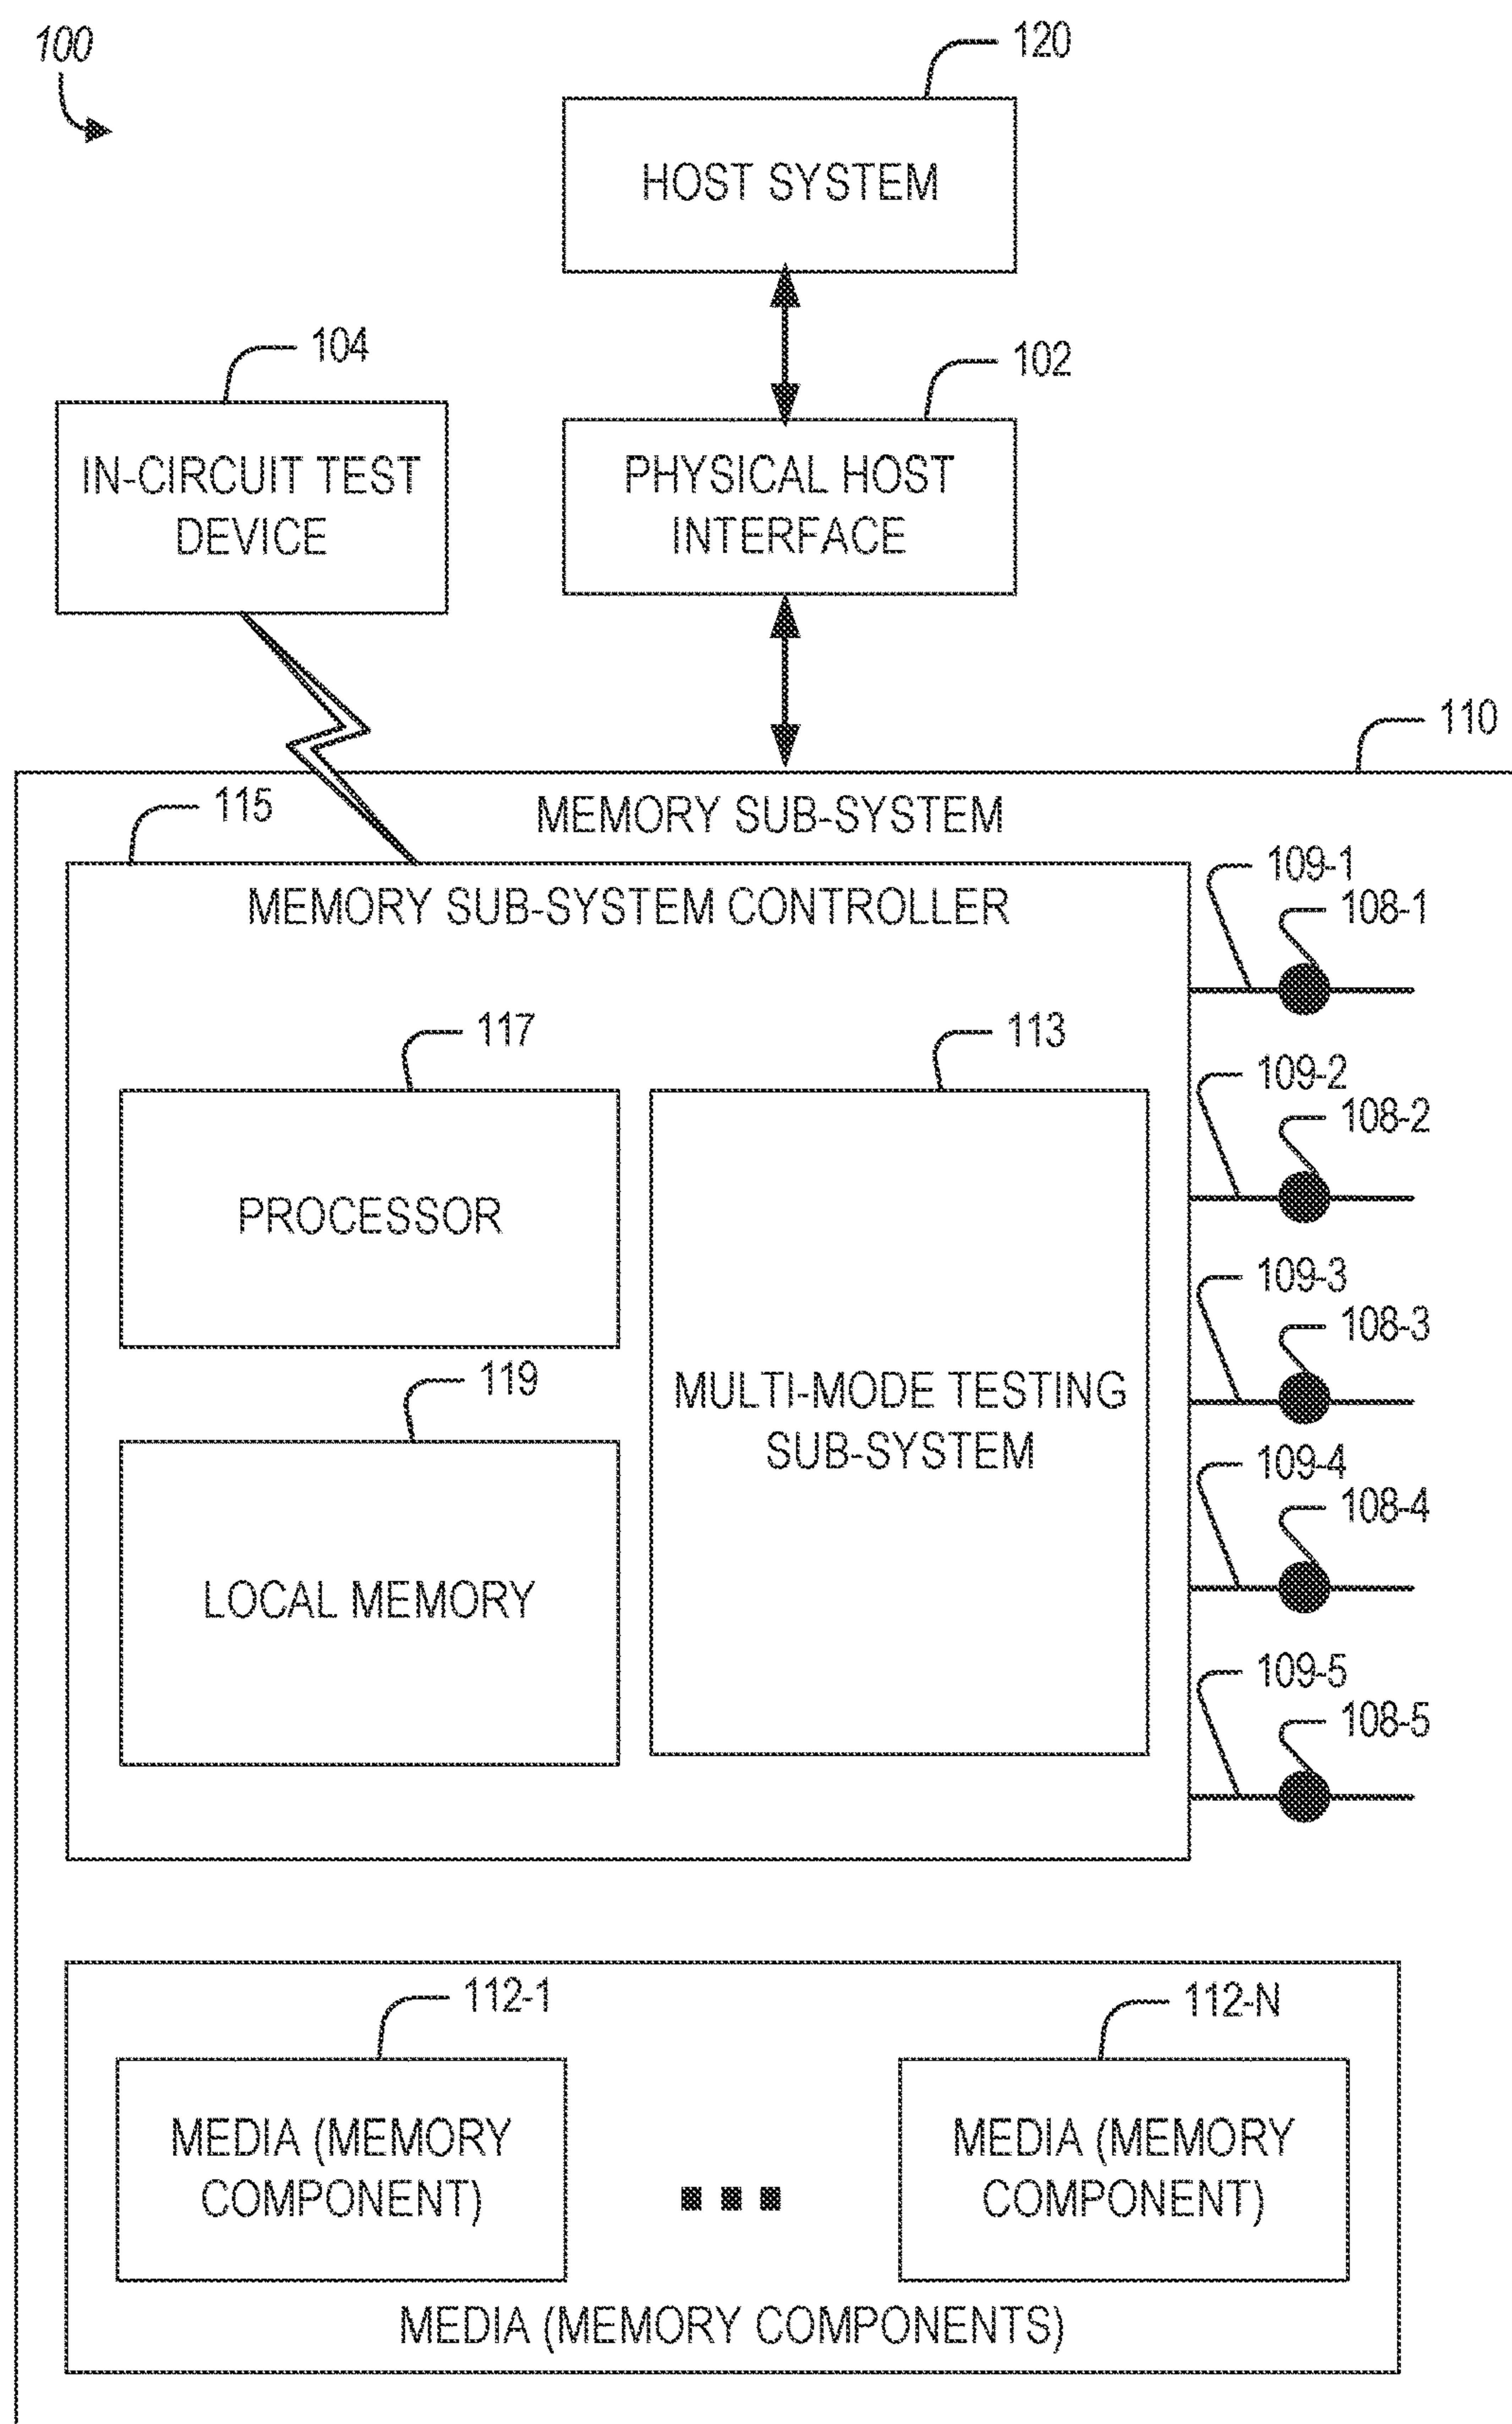 100
120
HOST SYSTEM
104
102
IN-CIRCUIT TEST
DEVICE
PHYSICAL HOST
INTERFACE
110
115
MEMORY SUB-SYSTEM
109-1
108-1
MEMORY SUB-SYSTEM CONTROLLER
117
113
109-2
108-2
PROCESSOR
109-3
108-3
119
MULTI-MODE TESTING
SUB-SYSTEM
109-4
108-4
LOCAL MEMORY
109-5
108-5
112-1
112-N
MEDIA (MEMORY
COMPONENT)
MEDIA (MEMORY
COMPONENT)
MEDIA (MEMORY COMPONENTS)